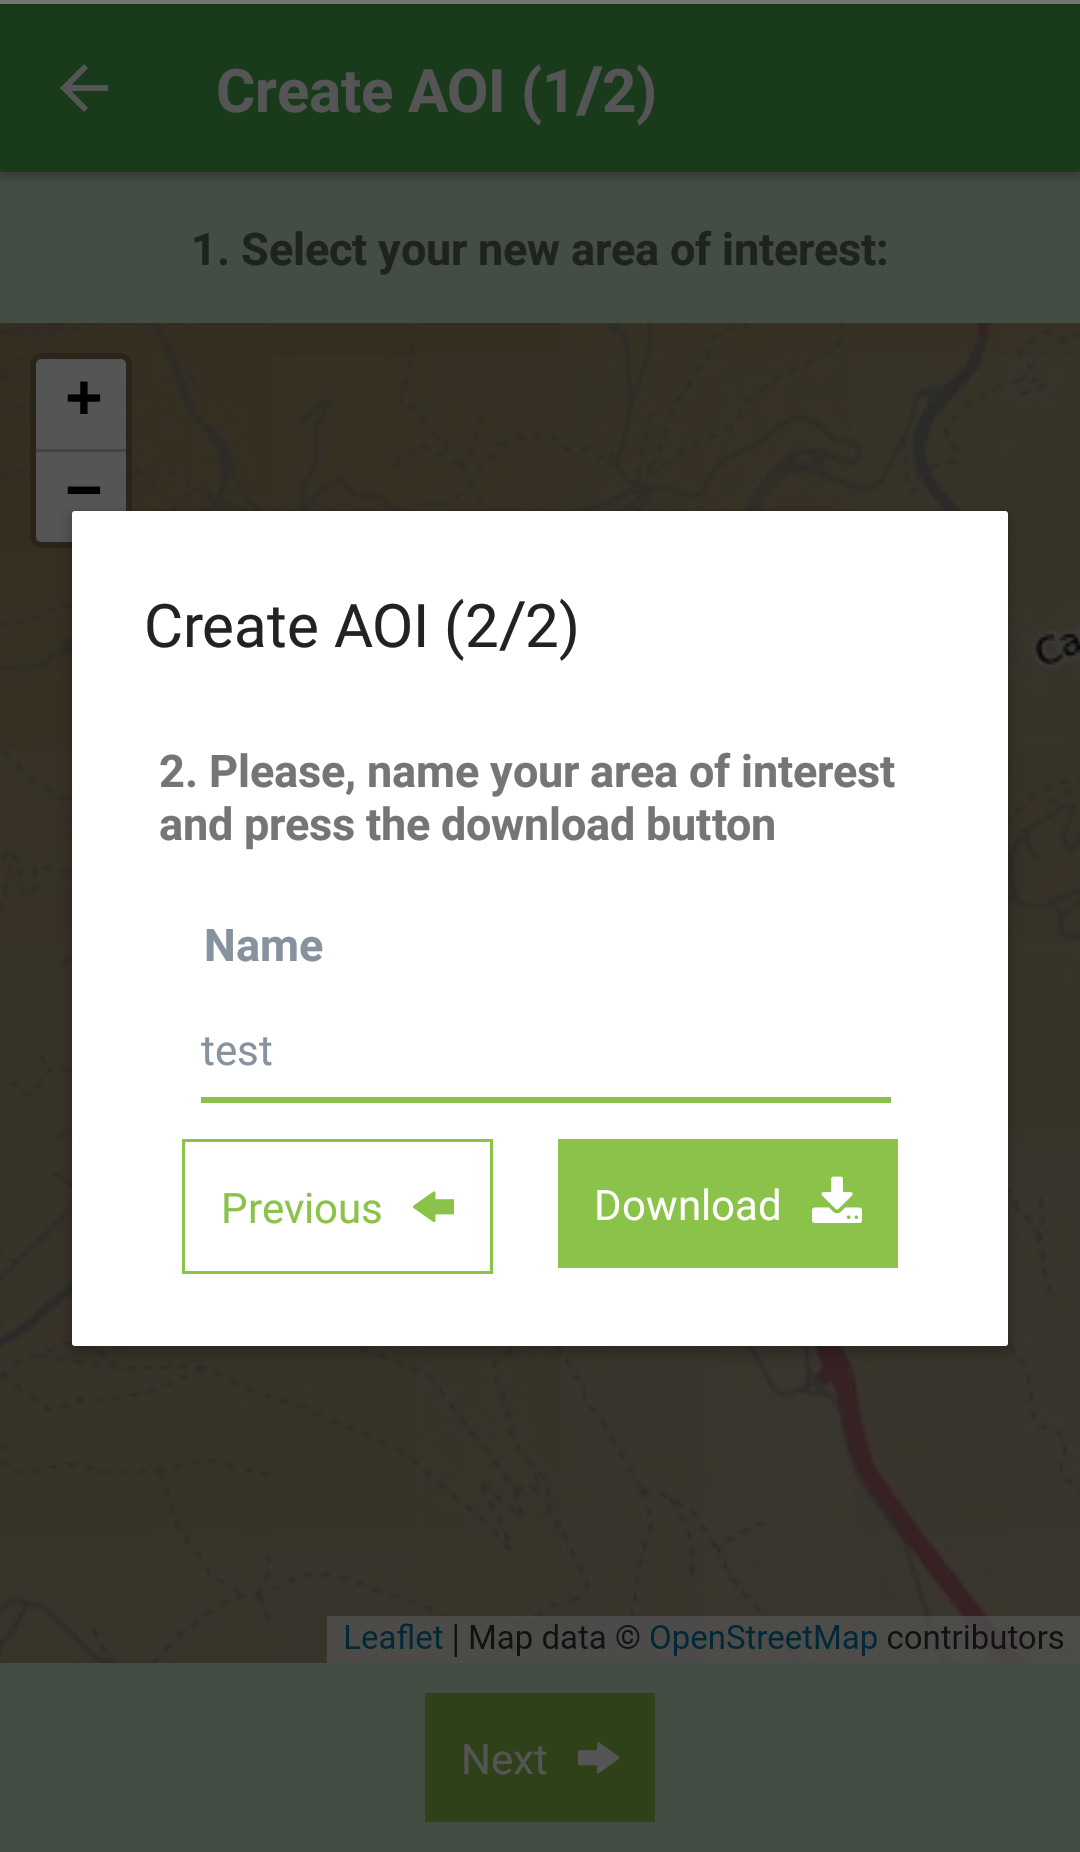 Create AOI (1/2)
1. Select your new area of interest:
+
−
Ca
Create AOI (2/2)
2. Please, name your area of interest
and press the download button
Name
test
Previous
Download
Leaflet | Map data © OpenStreetMap contributors
Next